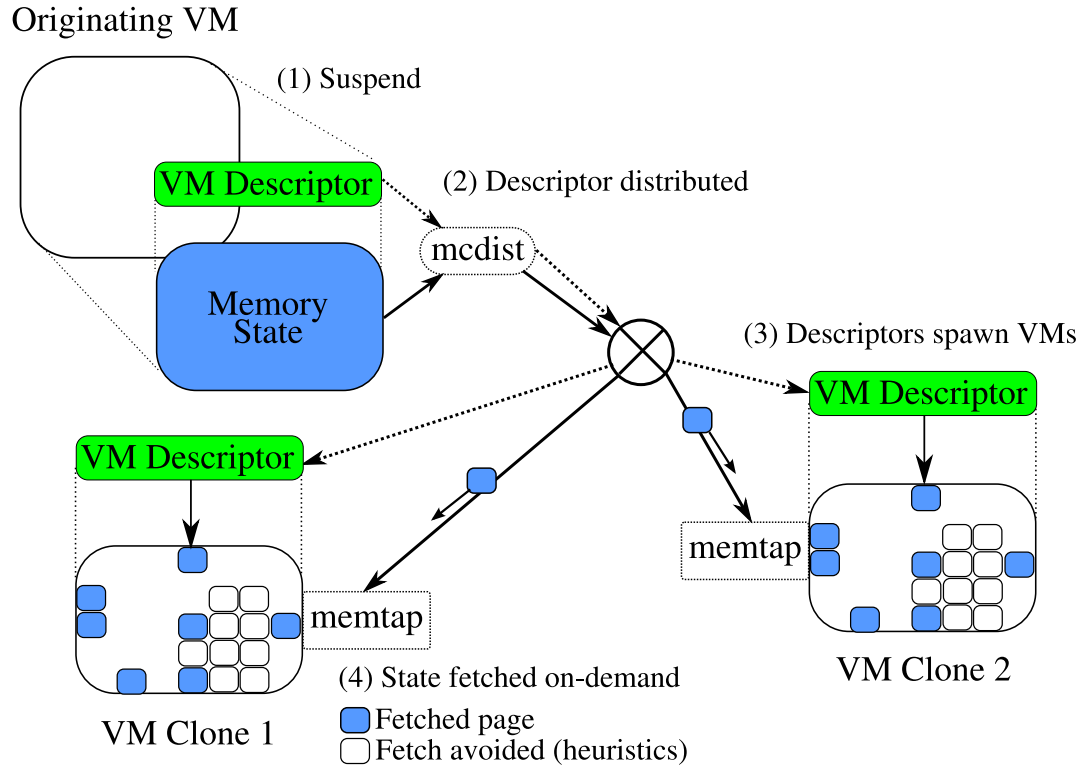 Originating VM
(1) Suspend
VM Descriptor
(2) Descriptor distributed
mcdist
Memory
State
(3) Descriptors spawn VMs
VM Descriptor
VM Descriptor
memtap
memtap
VM Clone 2
(4) State fetched on-demand
Fetched page
VM Clone 1
Fetch avoided (heuristics)